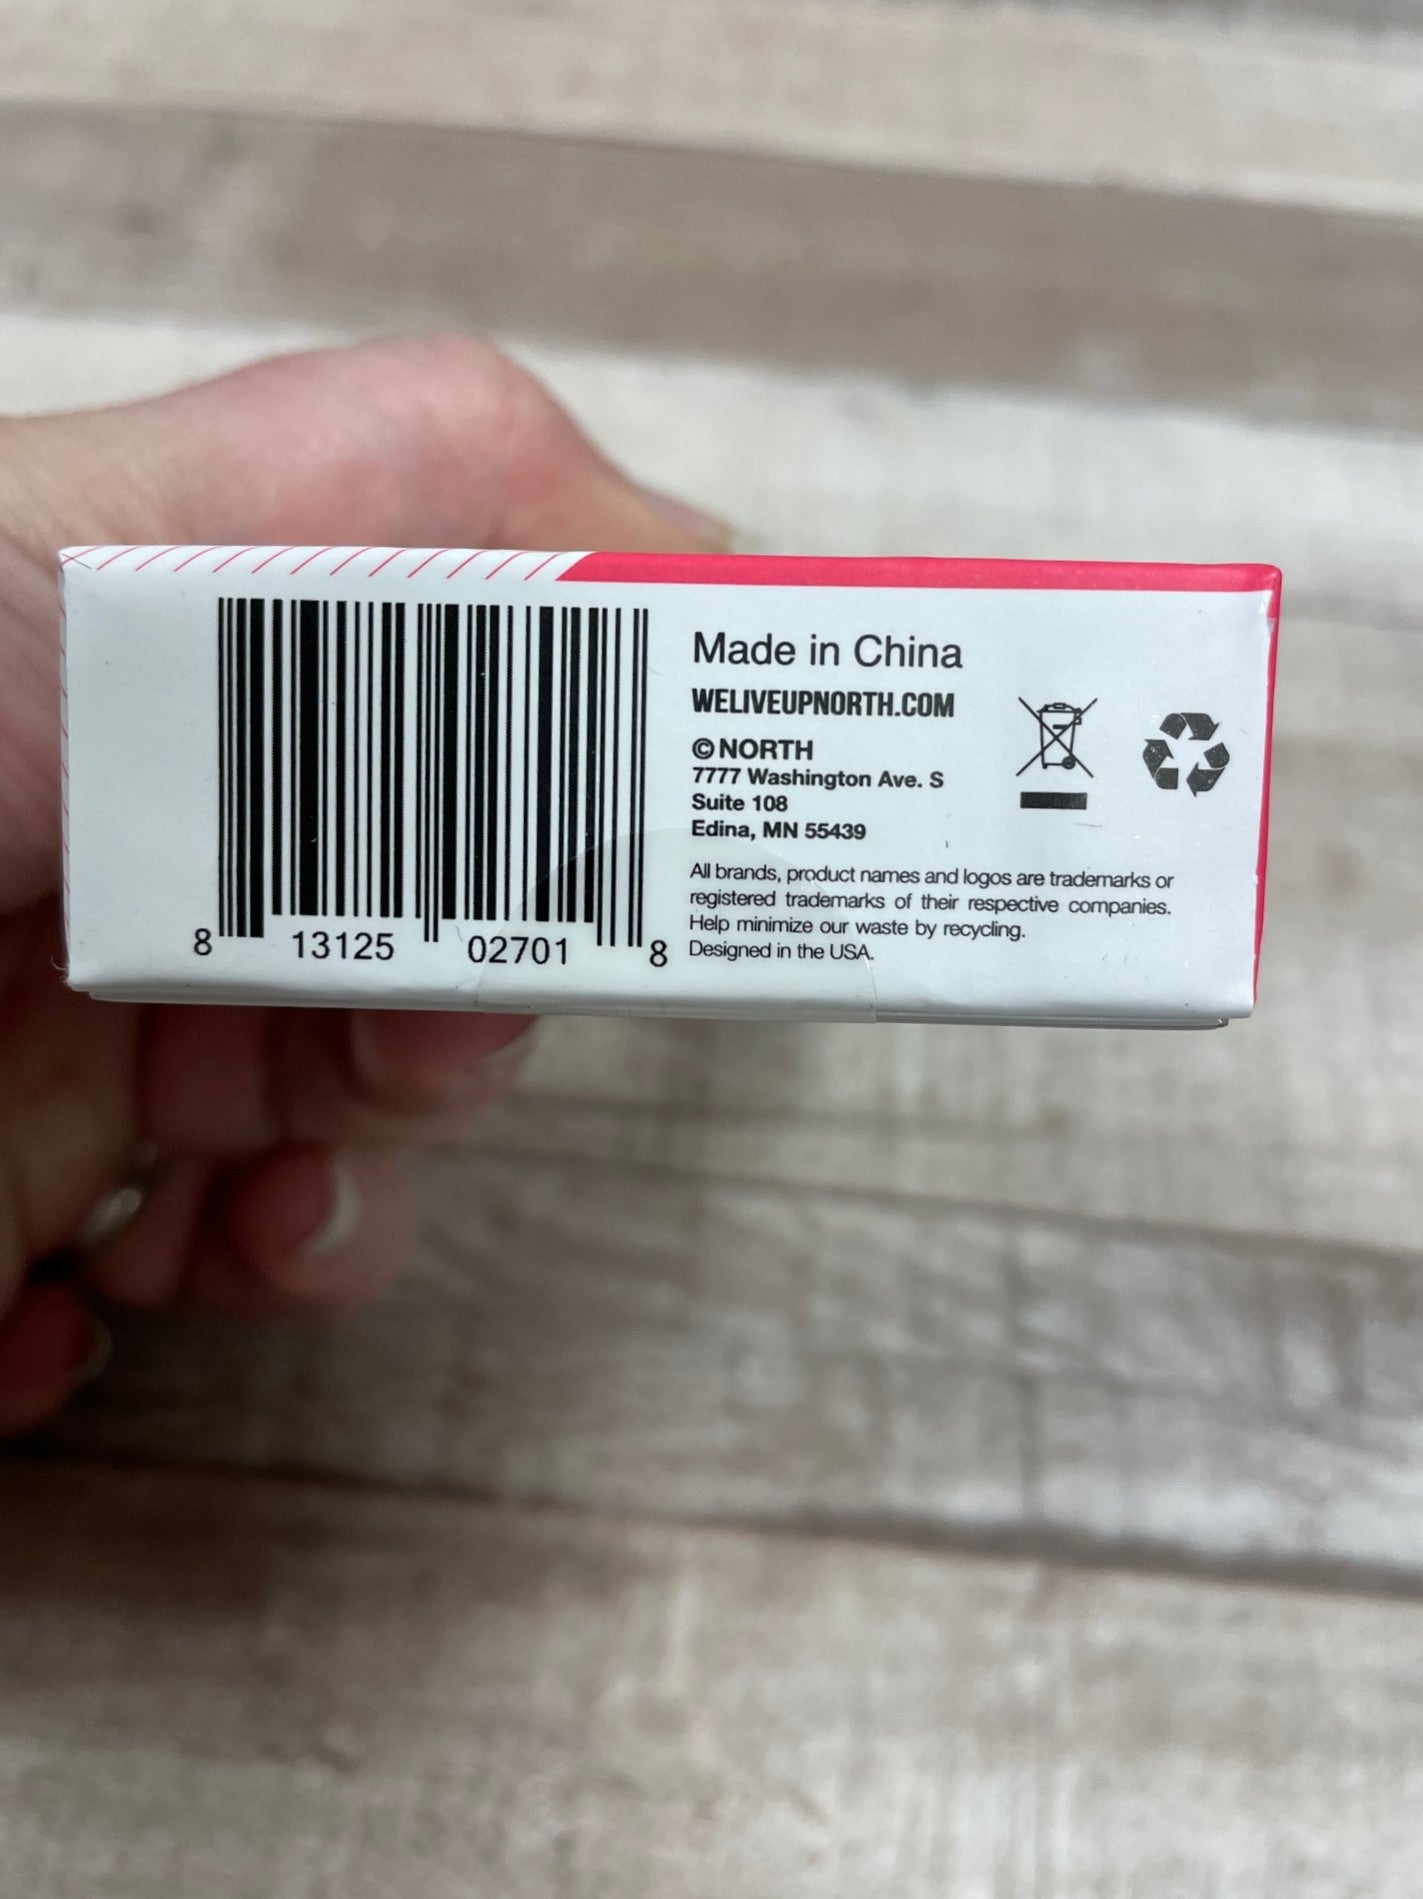 8 13125 02701 8
Made in China
WELIVEUPNORTH.COM
©NORTH
7777 Washington Ave. S
Suite 108
Edina, MN 55439
All brands, product names and logos are trademarks or
registered trademarks of their respective companies.
Help minimize our waste by recycling.
Designed in the USA.